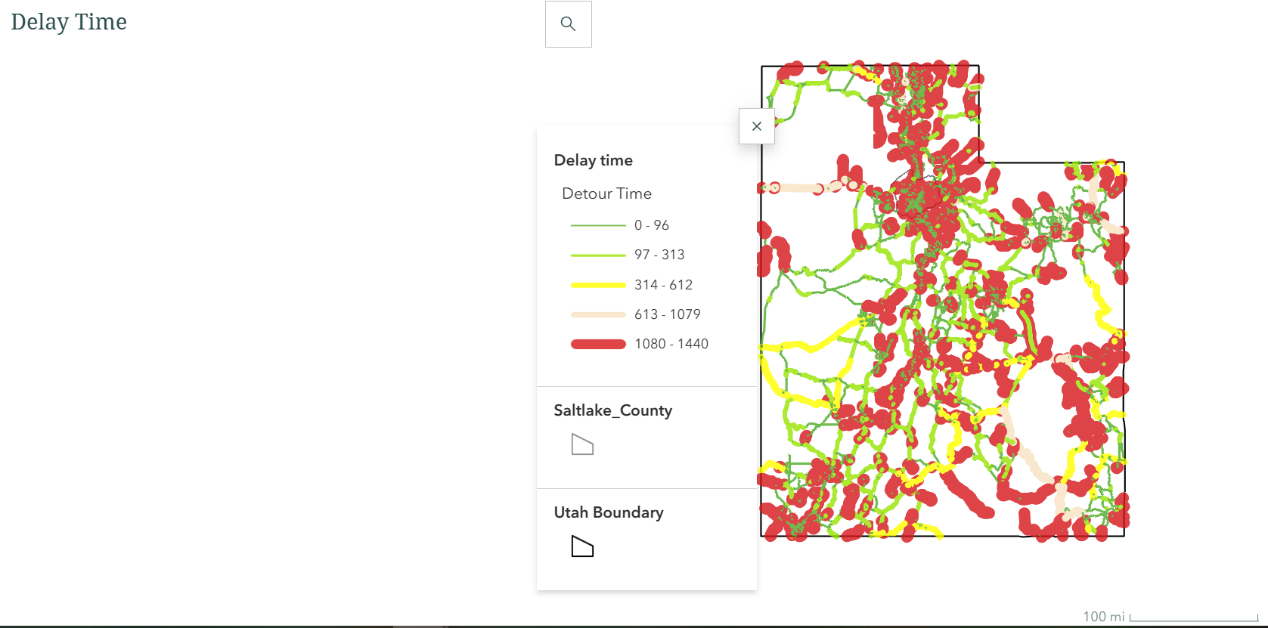 Delay Time
Delay time
Detour Time
0 - 96
97 - 313
314 - 612
613 - 1079
1080 - 1440
Saltlake_County
Utah Boundary
100 mi